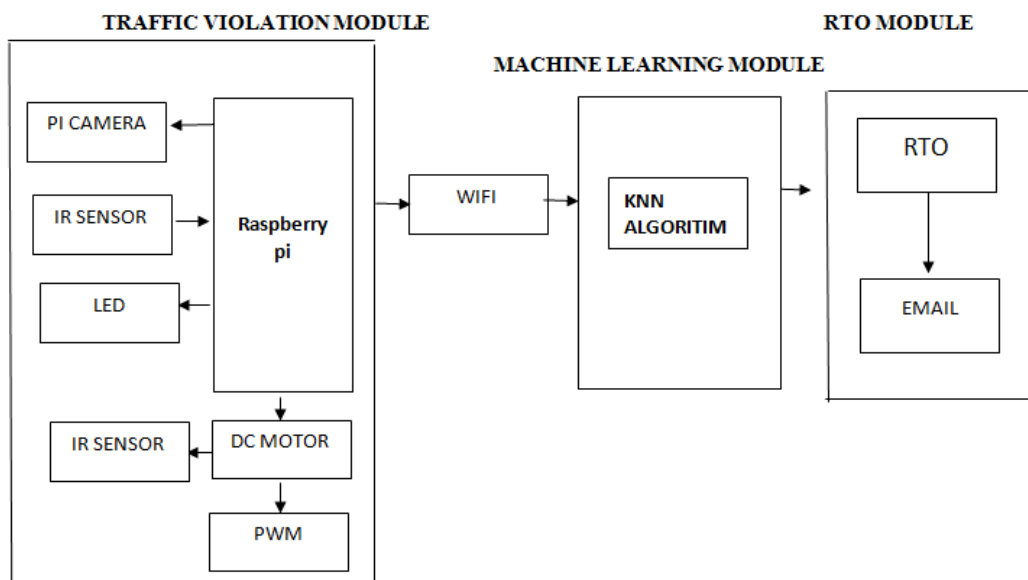 TRAFFIC VIOLATION MODULE
RTO MODULE
MACHINE LEARNING MODULE
PI CAMERA
IR SENSOR
LED
Raspberry
pi
IR SENSOR
DC MOTOR
PWM
WIFI
KNN
ALGORITIM
RTO
EMAIL